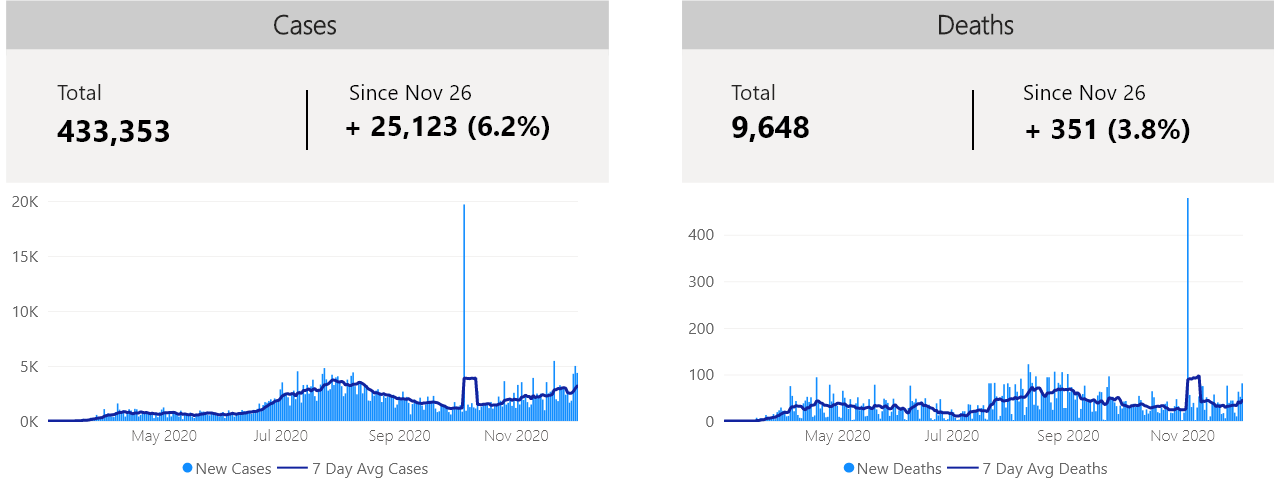 Cases
Total
433,353
Since Nov 26
+ 25,123 (6.2%)
20K
15K
10K
5K
0K
May 2020
Jul 2020
Sep 2020
Nov 2020
New Cases
7 Day Avg Cases
Deaths
Total
9,648
Since Nov 26
+ 351 (3.8%)
400
300
200
100
0
May 2020
Jul 2020
Sep 2020
Nov 2020
New Deaths
7 Day Avg Deaths